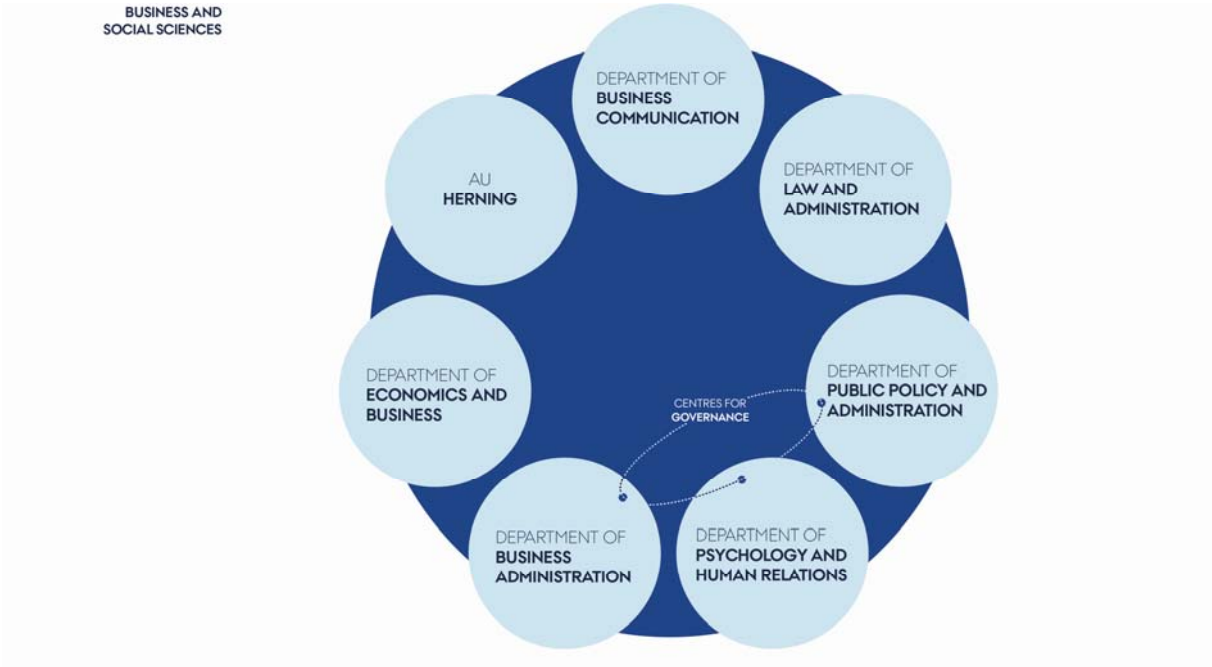 BUSINESS AND
SOCIAL SCIENCES
DEPARTMENT OF
BUSINESS
COMMUNICATION
AU
HERNING
DEPARTMENT OF
LAW AND
ADMINISTRATION
DEPARTMENT OF
ECONOMICS AND
BUSINESS
CENTRES FOR
GOVERNANCE
DEPARTMENT OF
PUBLIC POLICY AND
ADMINISTRATION
DEPARTMENT OF
BUSINESS
ADMINISTRATION
DEPARTMENT OF
PSYCHOLOGY AND
HUMAN RELATIONS